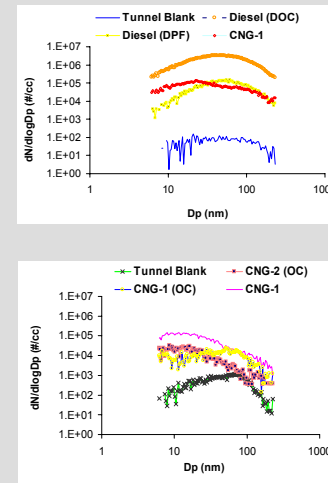 Tunnel Blank Diesel (DOC)
Diesel (DPF) CNG-1
dN/dlogDp (#/cc)
1.E+07
1.E+06
1.E+05
1.E+04
1.E+03
1.E+02
1.E+01
1.E+00
1 10 100 1000
Dp (nm)
Tunnel Blank CNG-2 (OC)
CNG-1 (OC) CNG-1
dN/dlogDp (#/cc)
1.E+07
1.E+06
1.E+05
1.E+04
1.E+03
1.E+02
1.E+01
1.E+00
1 10 100 1000
Dp (nm)